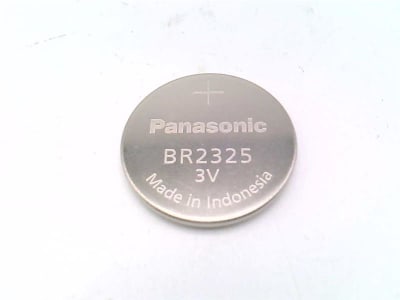 +
Panasonic
BR2325
3V
Made in Indonesia